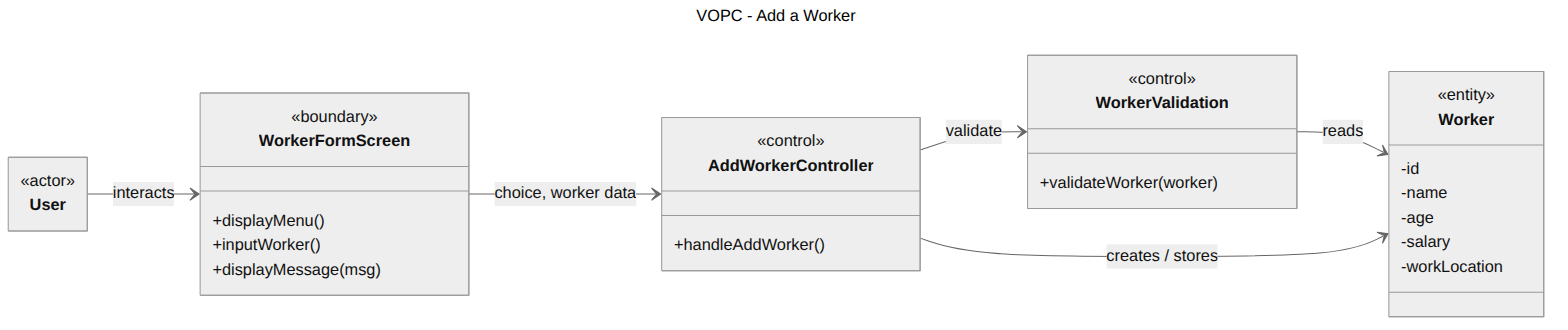 VOPC - Add a Worker
«actor»
User
interacts
«boundary»
WorkerFormScreen
+displayMenu()
+inputWorker()
+displayMessage(msg)
choice, worker data
«control»
AddWorkerController
+handleAddWorker()
validate
«control»
WorkerValidation
+validateWorker(worker)
reads
creates / stores
«entity»
Worker
-id
-name
-age
-salary
-workLocation